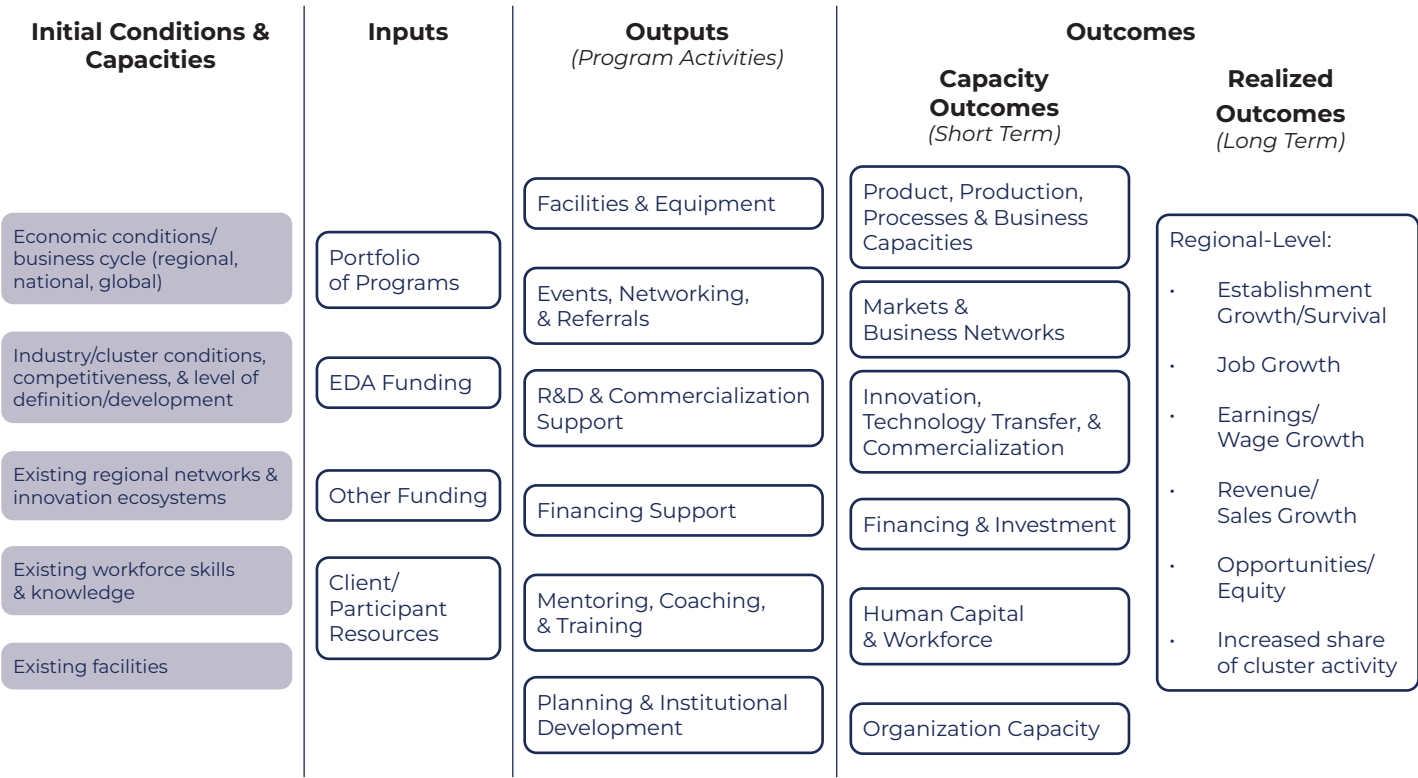 Initial Conditions &
Capacities
Economic conditions/
business cycle (regional,
national, global)
Industry/cluster conditions,
competitiveness, & level of
definition/development
Existing regional networks &
innovation ecosystems
Existing workforce skills
& knowledge
Existing facilities
Inputs
Portfolio
of Programs
EDA Funding
Other Funding
Client/
Participant
Resources
Outputs
(Program Activities)
Facilities & Equipment
Events, Networking,
& Referrals
R&D & Commercialization
Support
Financing Support
Mentoring, Coaching,
& Training
Planning & Institutional
Development
Outcomes
Capacity
Outcomes
(Short Term)
Product, Production,
Processes & Business
Capacities
Markets &
Business Networks
Innovation,
Technology Transfer, &
Commercialization
Financing & Investment
Human Capital
& Workforce
Organization Capacity
Realized
Outcomes
(Long Term)
Regional-Level:
• Establishment
Growth/Survival
• Job Growth
• Earnings/
Wage Growth
• Revenue/
Sales Growth
• Opportunities/
Equity
• Increased share
of cluster activity